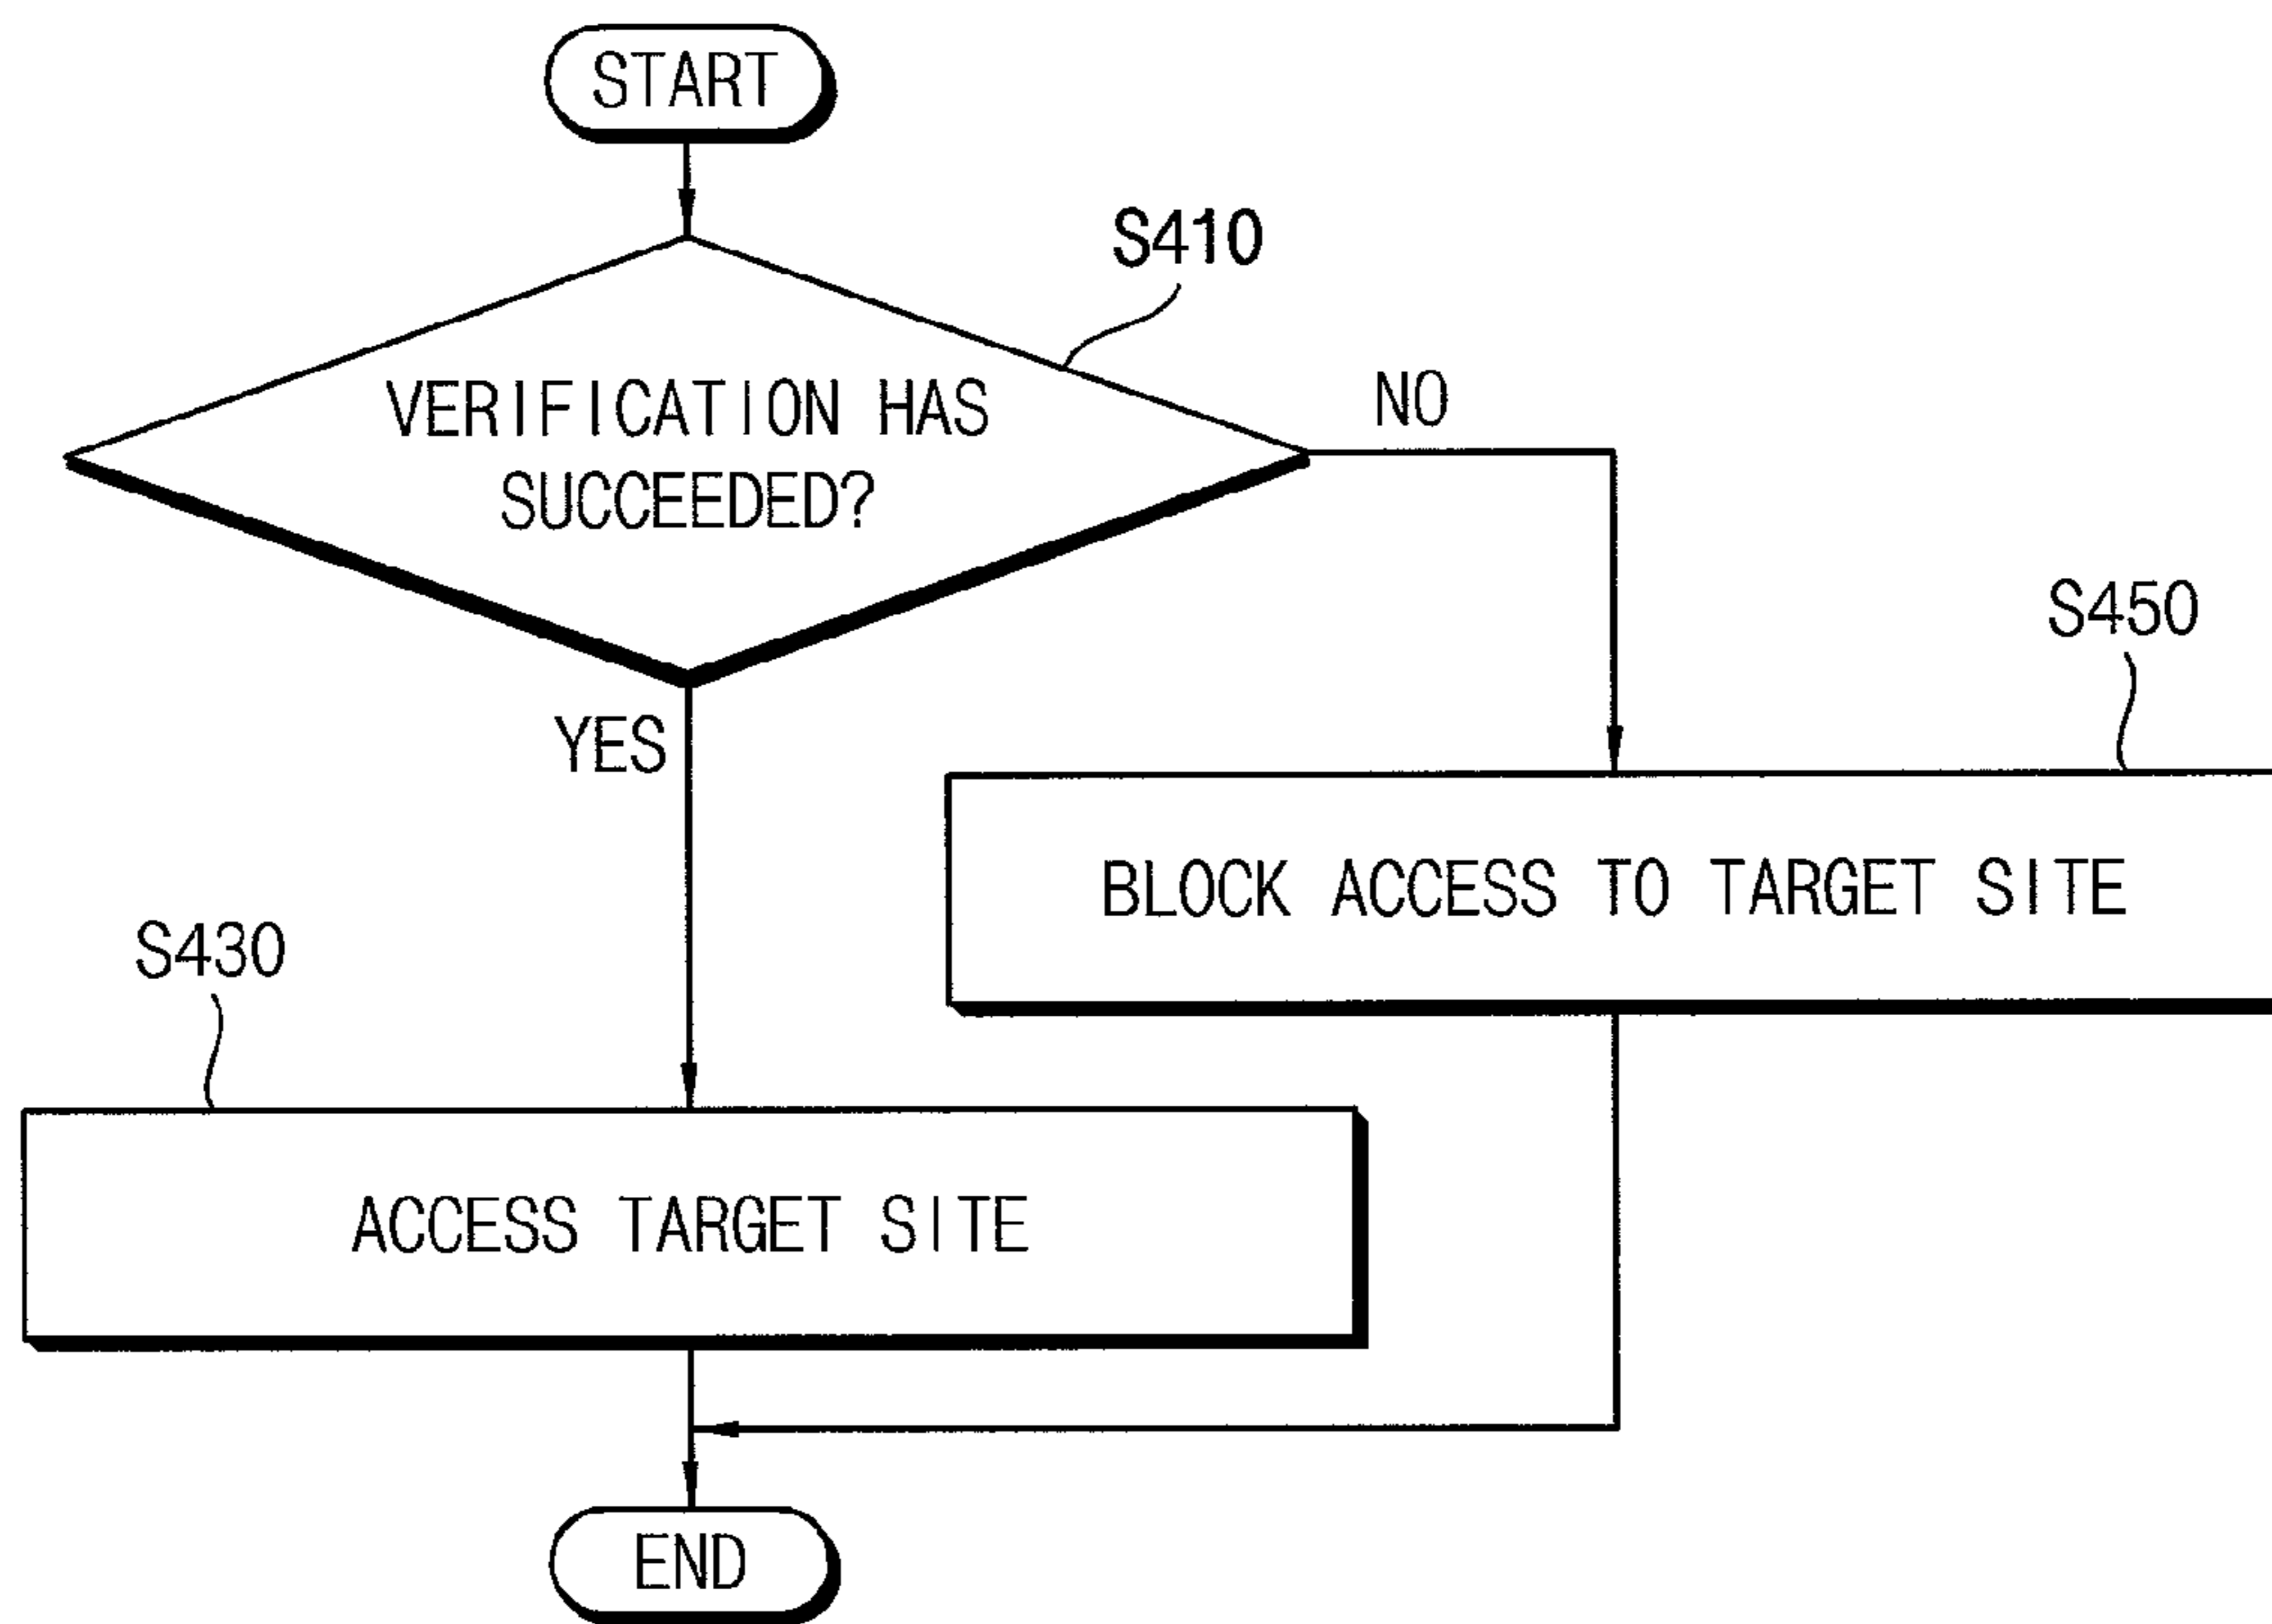 START
S410
VERIFICATION HAS
SUCCEEDED?
NO
YES
S450
BLOCK ACCESS TO TARGET SITE
S430
ACCESS TARGET SITE
END